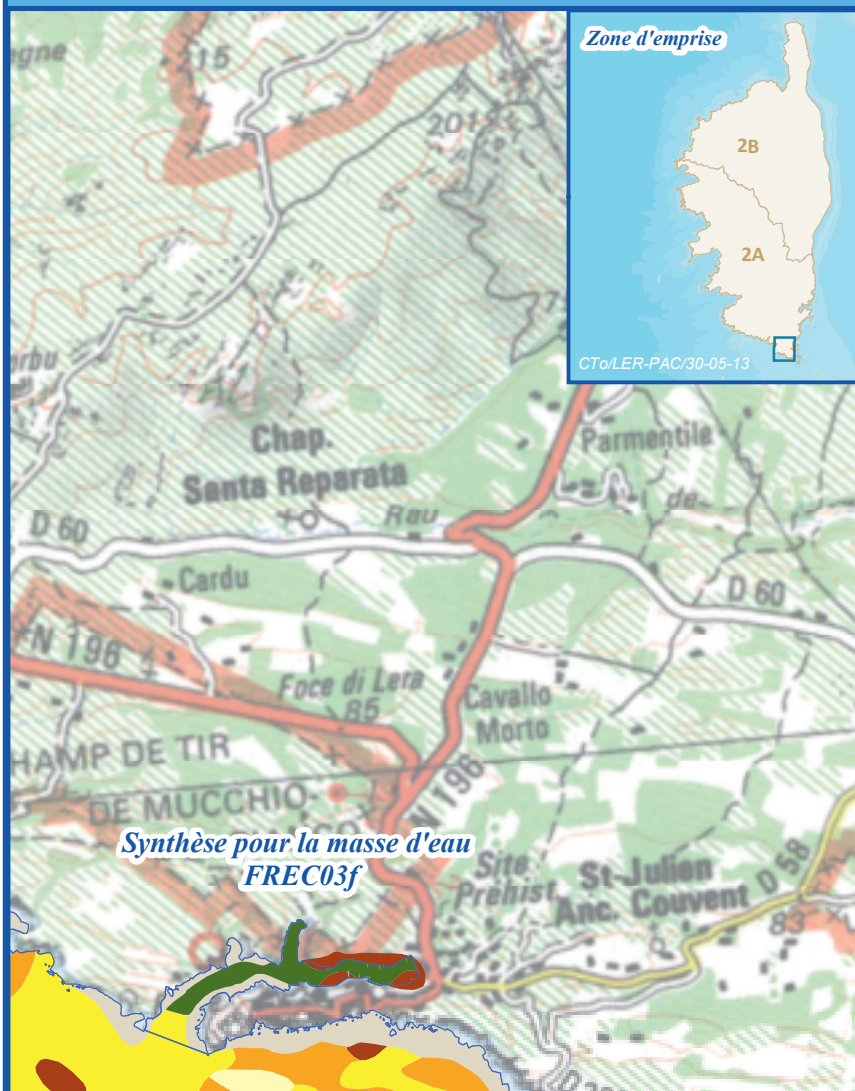 Zone d'emprise
2B
2A
CTo/LER-PAC/30-05-13
215
201
Chap.
Santa Reparata
Parmentile
Rau
de
D 60
Cardu
D 60
N 196
Foce di Lera
85
Cavallo
Morto
HAMP DE TIR
DE MUCCHIO
N 196
Synthèse pour la masse d'eau
FREC03f
Site
Préhist.
St-Julien
Anc. Couvent
D 58
83